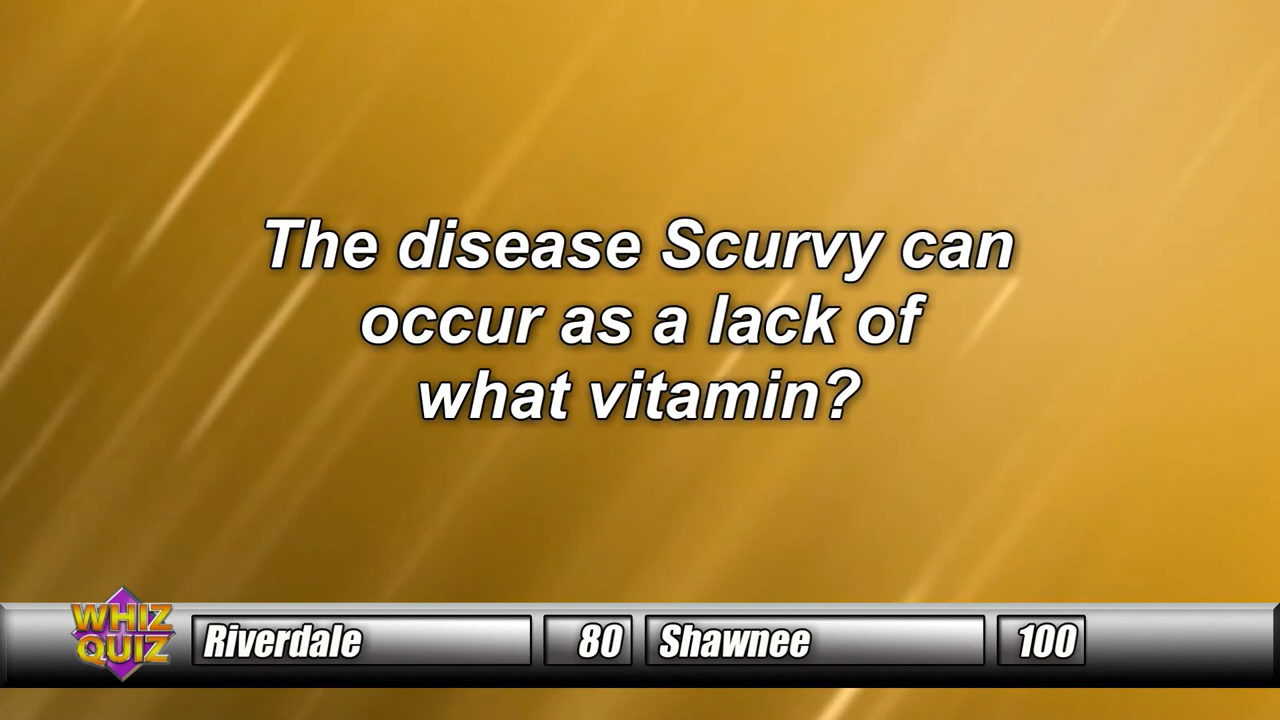 The disease Scurvy can
occur as a lack of
what vitamin?
WHIZ
QUIZ
Riverdale 80 Shawnee 100